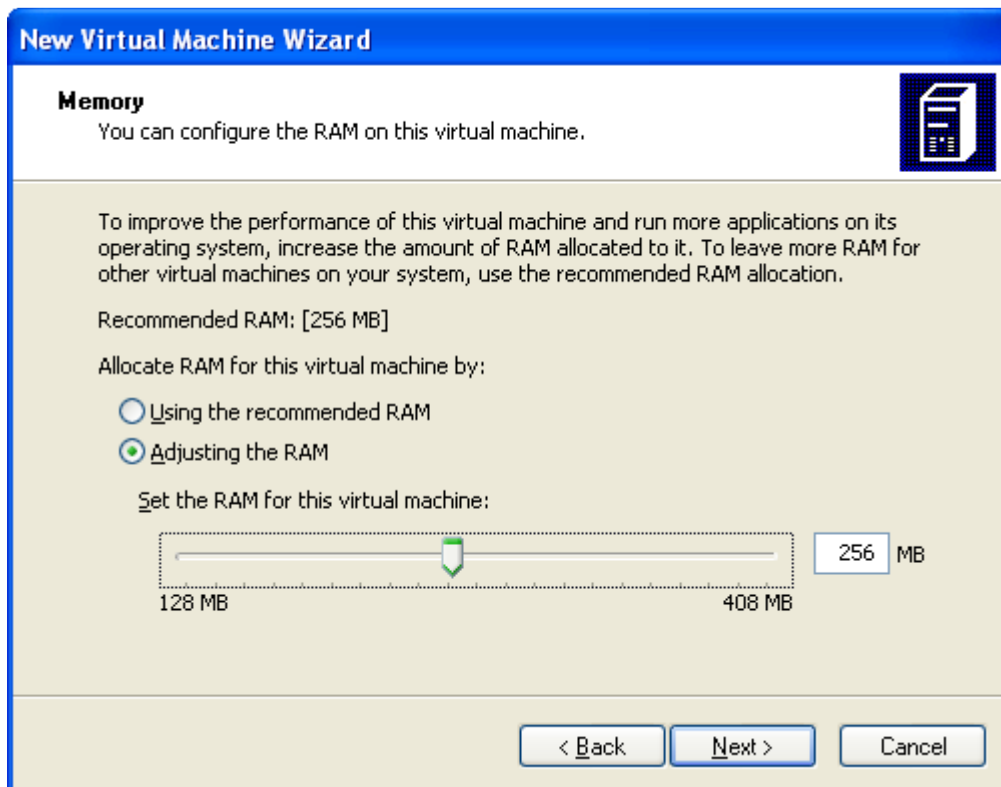 New Virtual Machine Wizard
Memory
You can configure the RAM on this virtual machine.
To improve the performance of this virtual machine and run more applications on its
operating system, increase the amount of RAM allocated to it. To leave more RAM for
other virtual machines on your system, use the recommended RAM allocation.
Recommended RAM: [256 MB]
Allocate RAM for this virtual machine by:
Using the recommended RAM
Adjusting the RAM
Set the RAM for this virtual machine:
256 MB
128 MB 408 MB
< Back Next > Cancel